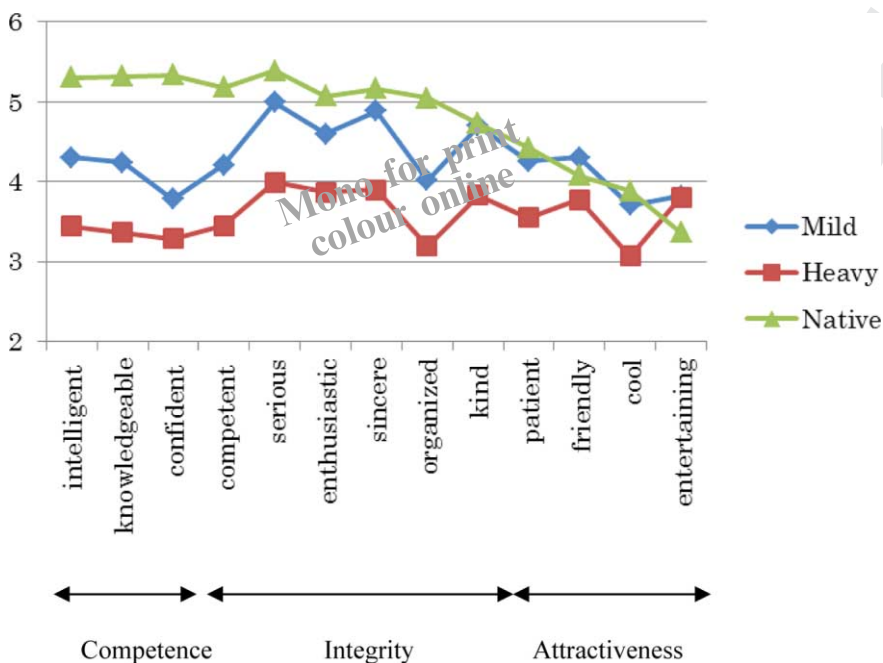 6
5
4
3
2
Mono for print
colour online
Mild
Heavy
Native
intelligent
knowledgeable
confident
competent
serious
enthusiastic
sincere
organized
kind
patient
friendly
cool
entertaining
Competence Integrity Attractiveness